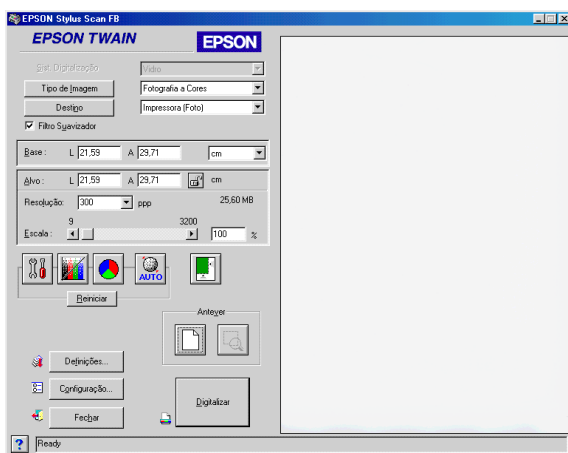 EPSON Stylus Scan FB
EPSON TWAIN EPSON
Sist. Digitalização Vidro
Tipo de Imagem Fotografia a Cores
Destino Impressora (Foto)
Filtro Suavizador
Base : L 21,59 A 29,71 cm
Alvo : L 21,59 A 29,71 cm
Resolução: 300 ppp 25,60 MB
9 3200
Escala : 100 %
AUTO
Reiniciar
Antever
Definições...
Configuração...
Digitalizar
Fechar
? Ready